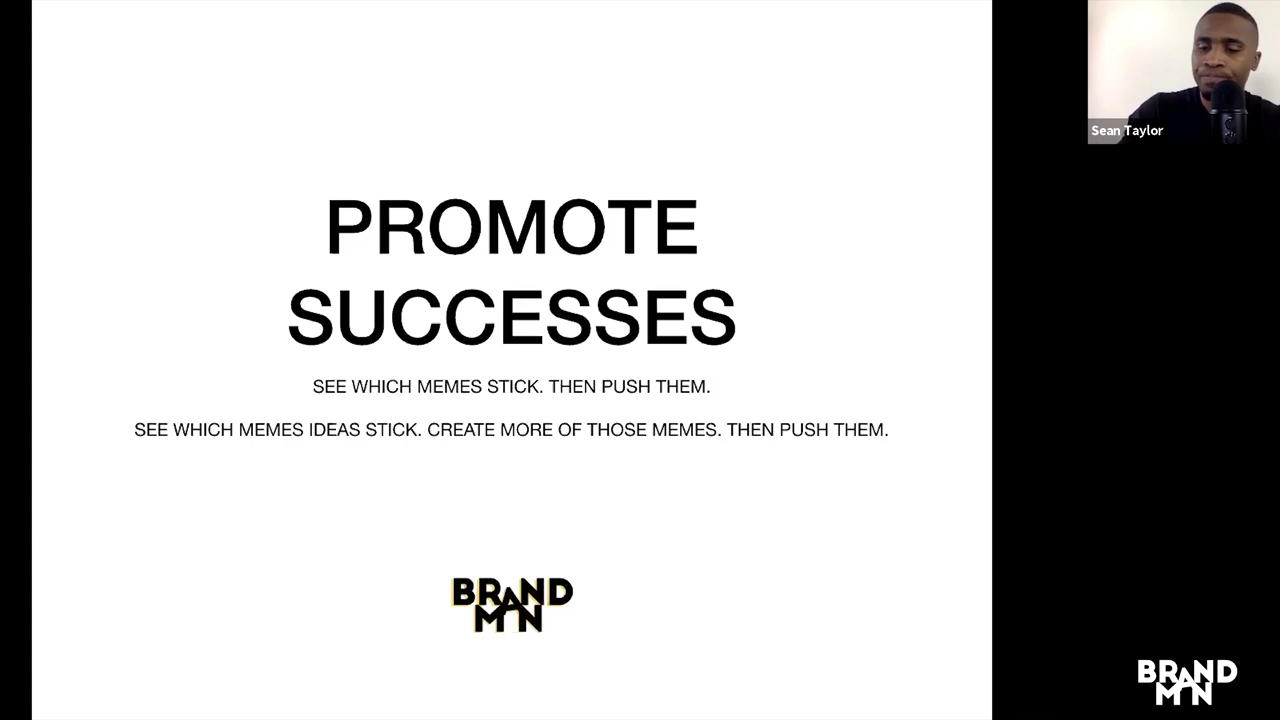 PROMOTE
SUCCESSES
SEE WHICH MEMES STICK. THEN PUSH THEM.
SEE WHICH MEMES IDEAS STICK. CREATE MORE OF THOSE MEMES. THEN PUSH THEM.
BRAND
MAN
Sean Taylor
BRAND
MAN